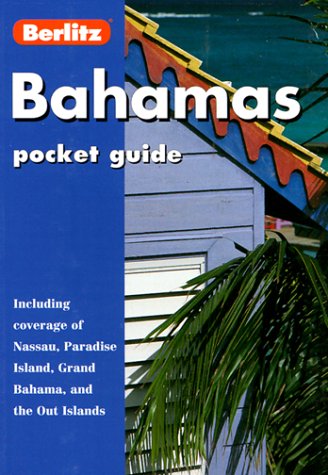 Berlitz®
Bahamas
pocket guide
Including
coverage of
Nassau, Paradise
Island, Grand
Bahama, and
the Out Islands